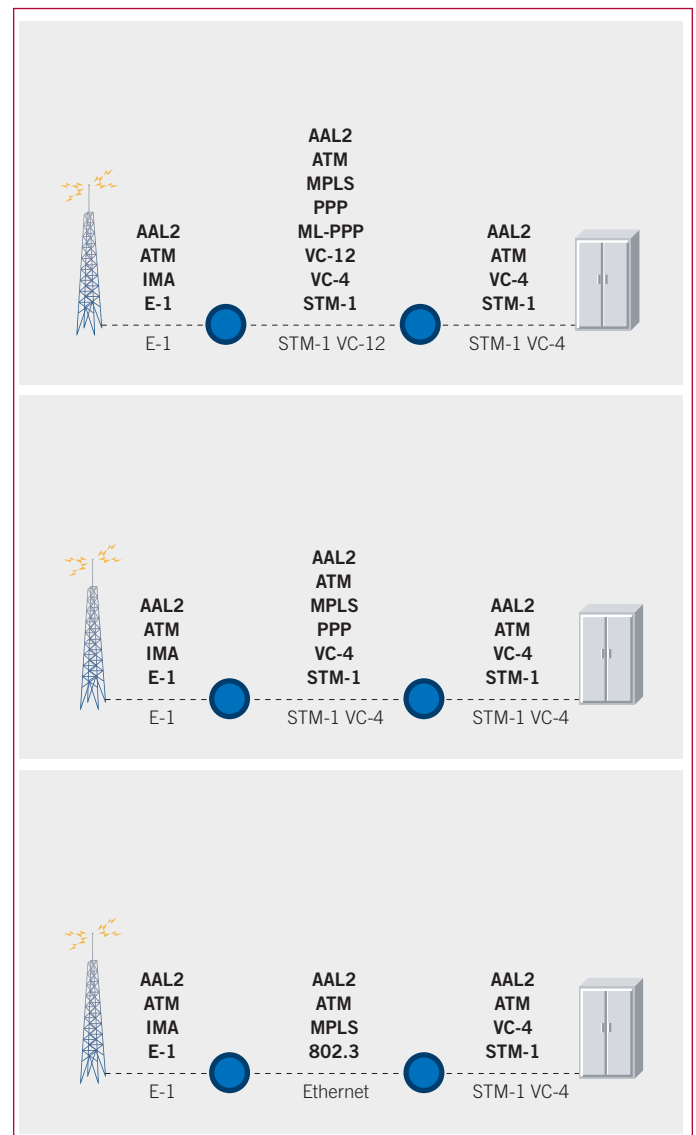 AAL2
ATM
IMA
E-1
E-1
AAL2
ATM
MPLS
PPP
ML-PPP
VC-12
VC-4
STM-1
STM-1 VC-12
AAL2
ATM
VC-4
STM-1
STM-1 VC-4
AAL2
ATM
IMA
E-1
E-1
AAL2
ATM
MPLS
PPP
VC-4
STM-1
STM-1 VC-4
AAL2
ATM
VC-4
STM-1
STM-1 VC-4
AAL2
ATM
IMA
E-1
E-1
AAL2
ATM
MPLS
802.3
Ethernet
AAL2
ATM
VC-4
STM-1
STM-1 VC-4